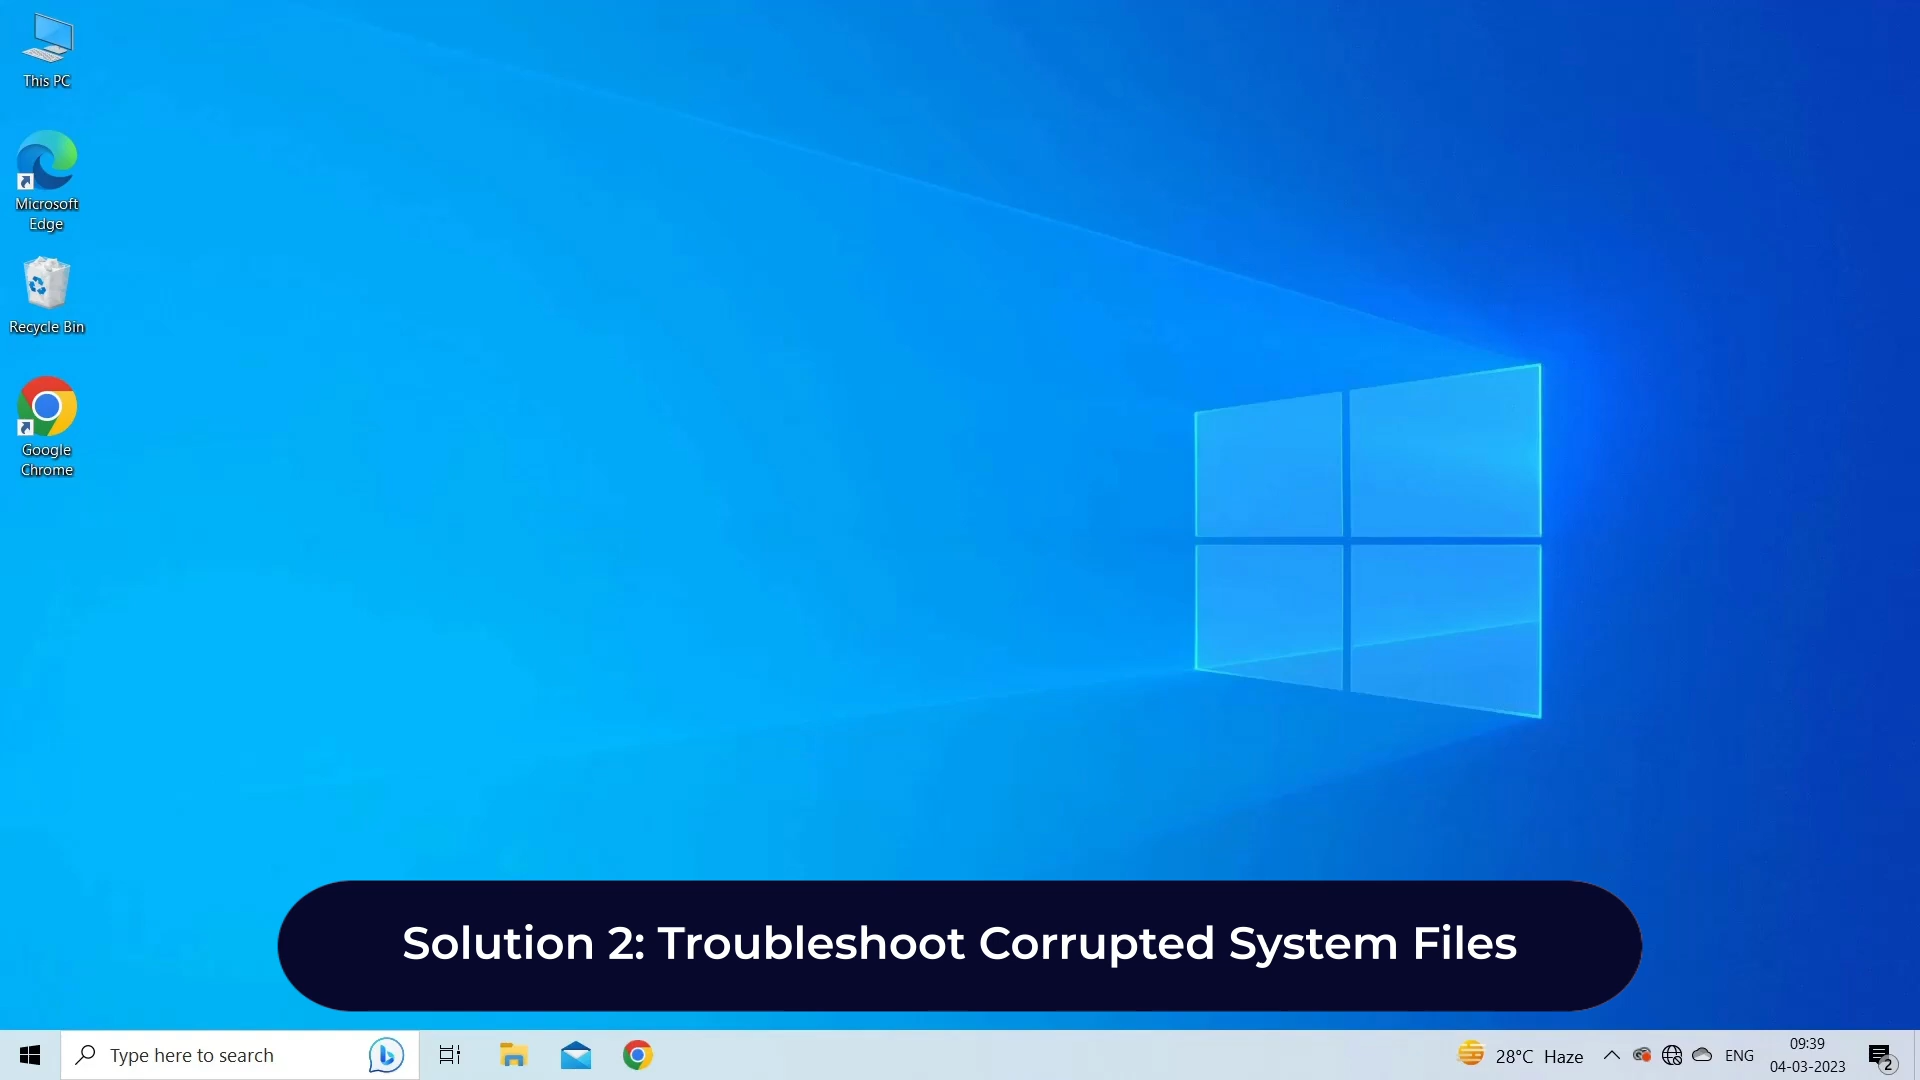 This PC
Microsoft
Edge
Recycle Bin
Google
Chrome
Solution 2: Troubleshoot Corrupted System Files
Type here to search
28°C Haze
ENG
09:39
04-03-2023
2